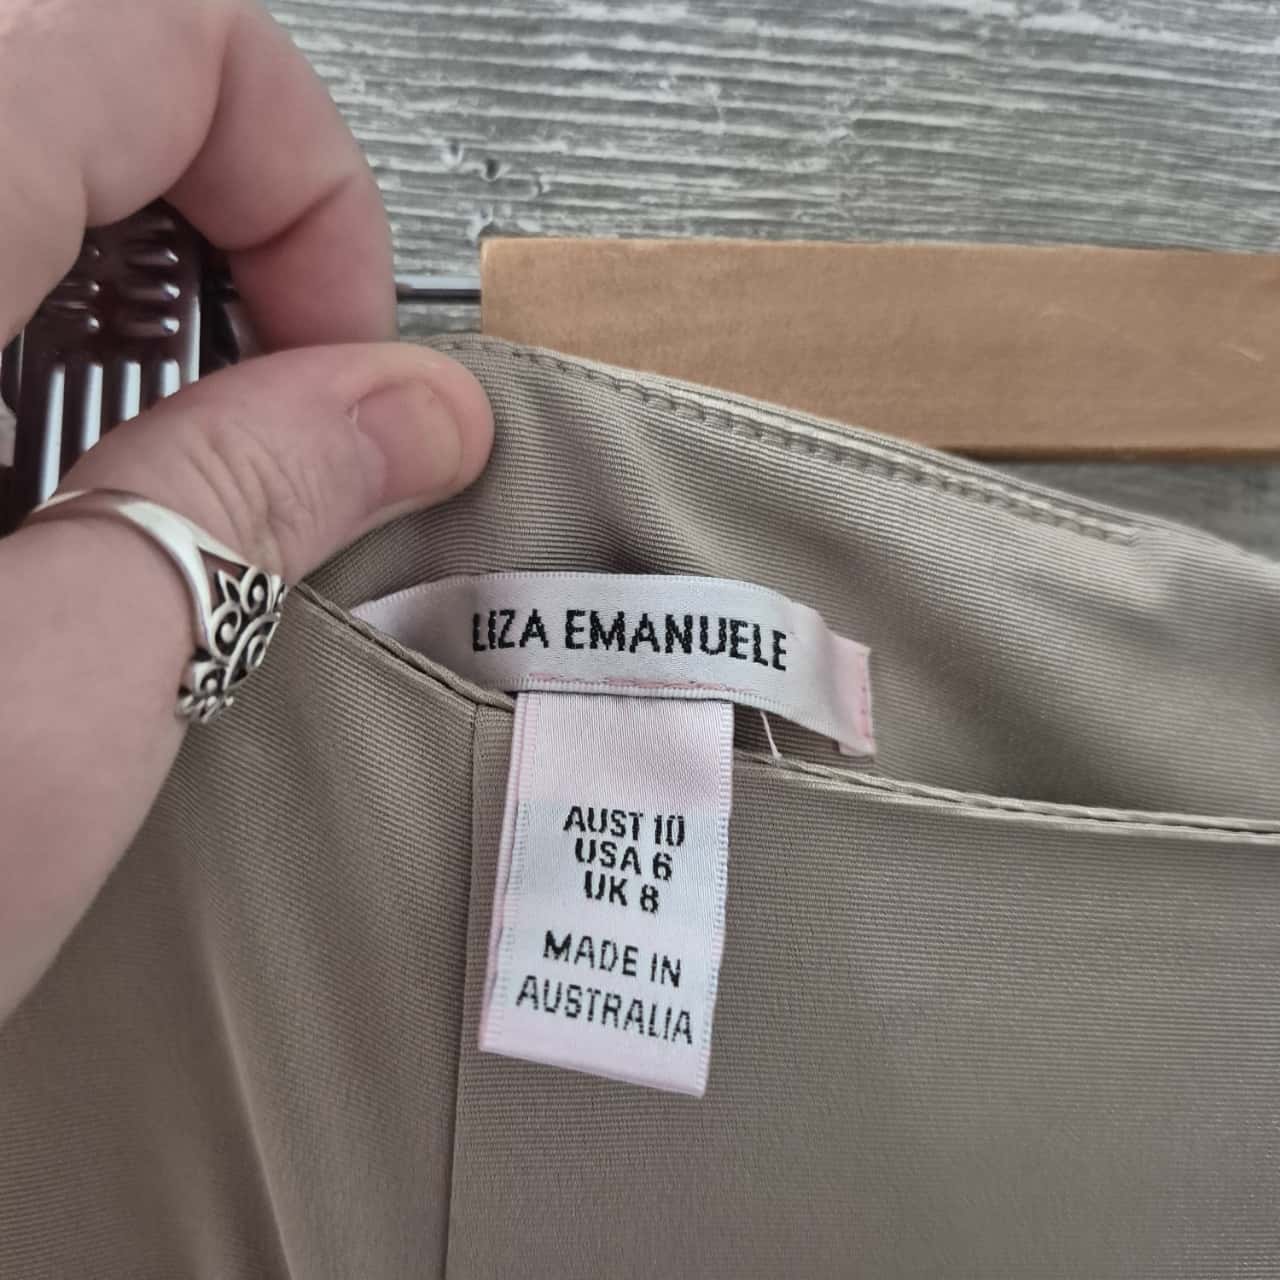 LIZA EMANUELE
AUST 10
USA 6
UK 8
MADE IN
AUSTRALIA